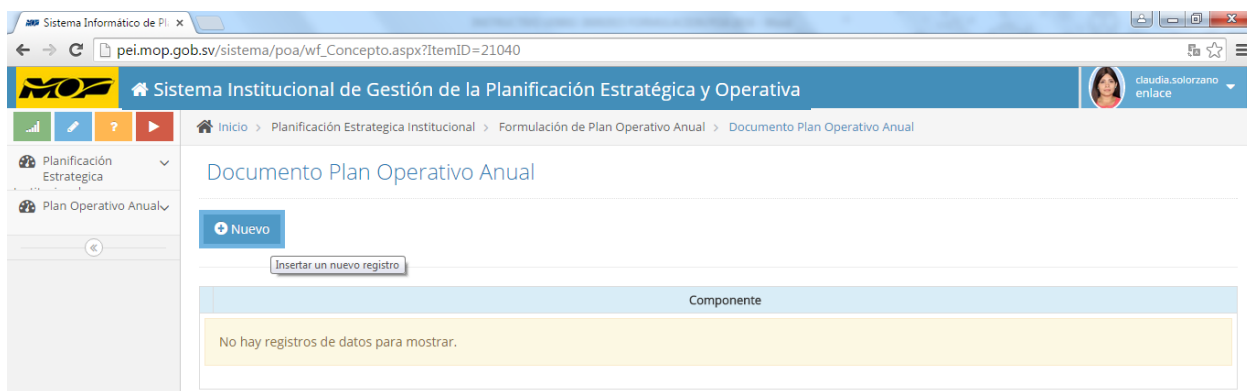 Sistema Informático de Pl
pei.mop.gob.sv/sistema/poa/wf_Concepto.aspx?ItemID=21040
MOP Sistema Institucional de Gestión de la Planificación Estratégica y Operativa
claudia.solorzano
enlace
Inicio > Planificación Estrategica Institucional > Formulación de Plan Operativo Anual > Documento Plan Operativo Anual
Planificación
Estrategica
Plan Operativo Anual
Documento Plan Operativo Anual
Nuevo
Insertar un nuevo registro
Componente
No hay registros de datos para mostrar.